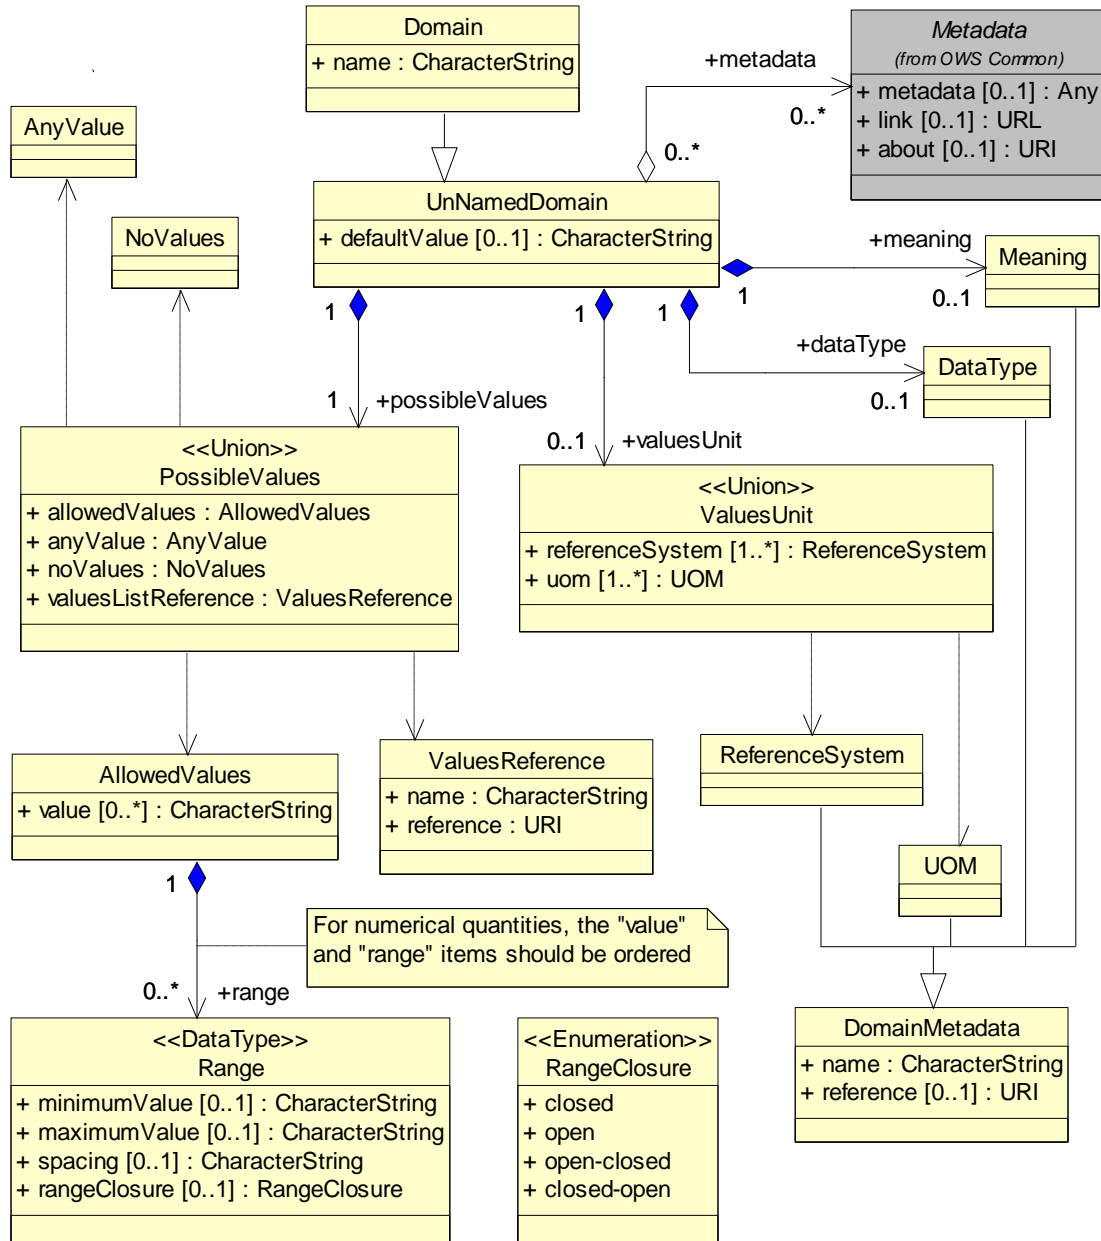 Domain
+ name : CharacterString
+metadata
0..*
0..*
Metadata
(from OWS Common)
+ metadata [0..1] : Any
+ link [0..1] : URL
+ about [0..1] : URI
AnyValue
NoValues
UnNamedDomain
+ defaultValue [0..1] : CharacterString
+meaning
1
0..1
Meaning
1
1
1
+dataType
0..1
DataType
1
+possibleValues
0..1
+valuesUnit
<<Union>>
PossibleValues
+ allowedValues : AllowedValues
+ anyValue : AnyValue
+ noValues : NoValues
+ valuesListReference : ValuesReference
<<Union>>
ValuesUnit
+ referenceSystem [1..*] : ReferenceSystem
+ uom [1..*] : UOM
AllowedValues
+ value [0..*] : CharacterString
ValuesReference
+ name : CharacterString
+ reference : URI
ReferenceSystem
UOM
1
For numerical quantities, the "value"
and "range" items should be ordered
0..*
+range
<<DataType>>
Range
+ minimumValue [0..1] : CharacterString
+ maximumValue [0..1] : CharacterString
+ spacing [0..1] : CharacterString
+ rangeClosure [0..1] : RangeClosure
<<Enumeration>>
RangeClosure
+ closed
+ open
+ open-closed
+ closed-open
DomainMetadata
+ name : CharacterString
+ reference [0..1] : URI